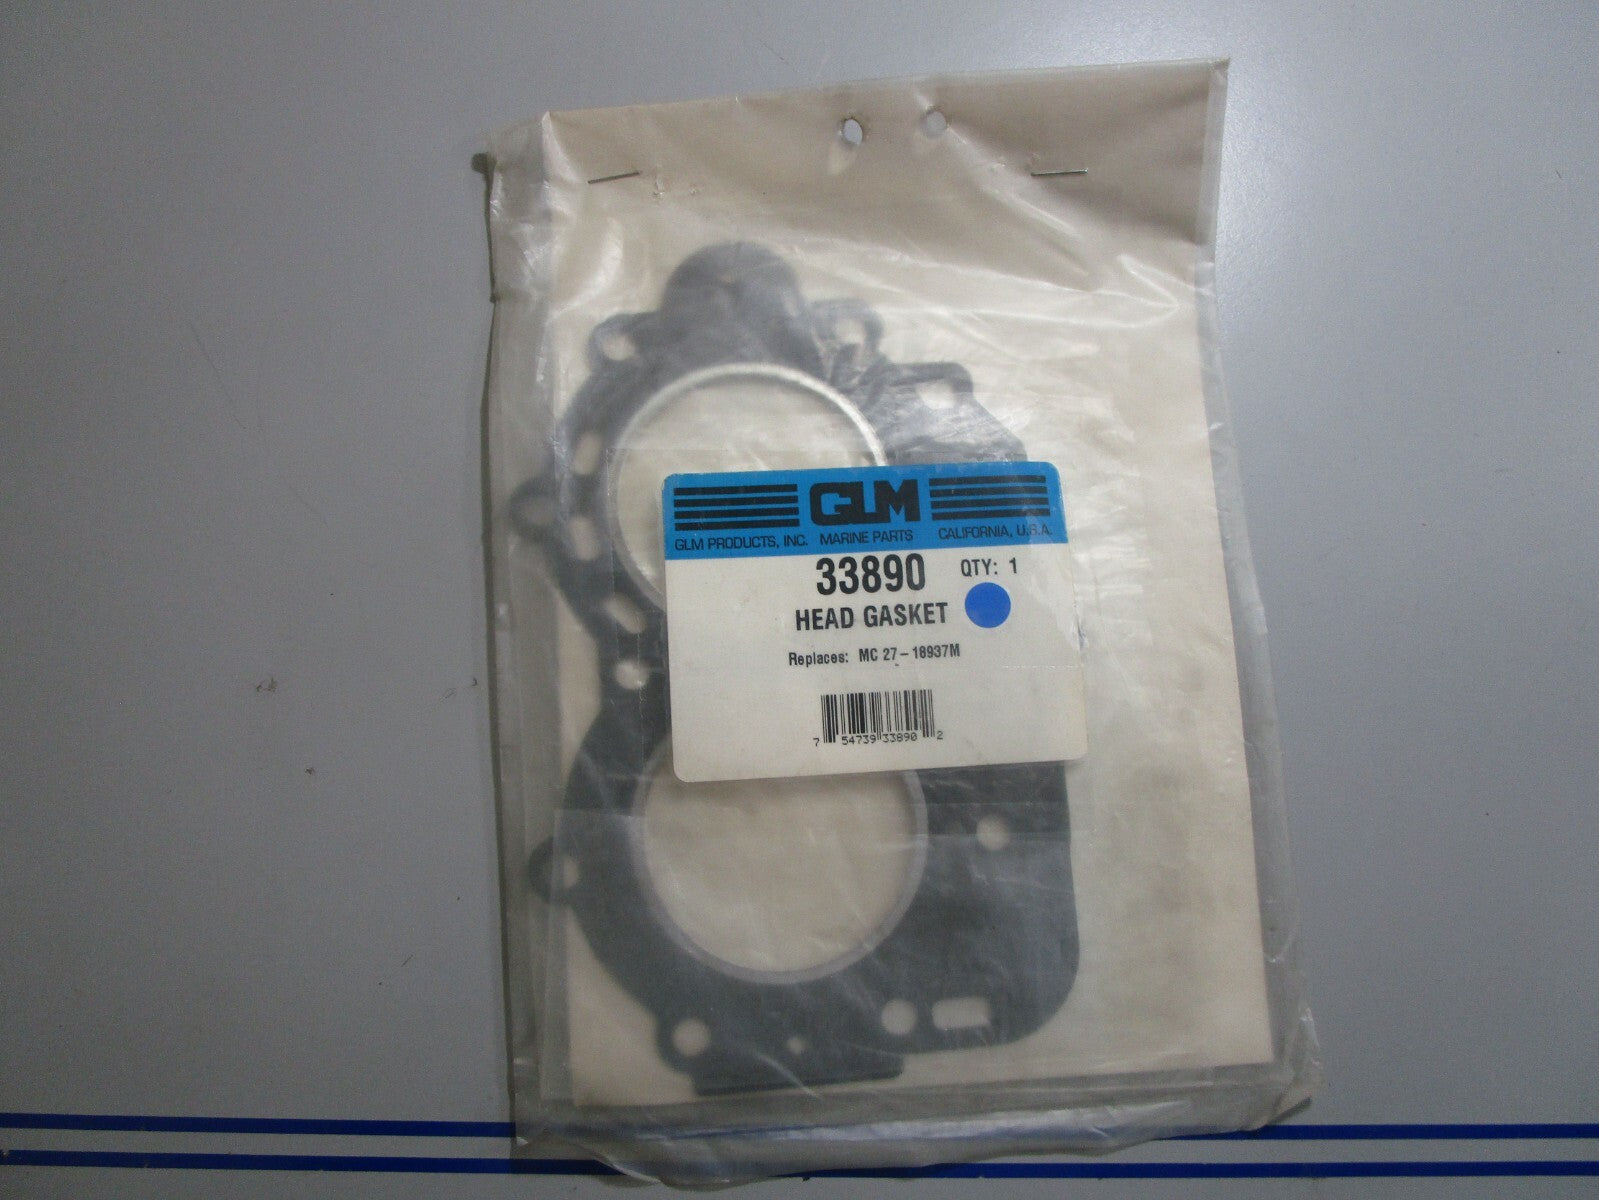 GLM
GLM PRODUCTS, INC. MARINE PARTS CALIFORNIA, U.S.A.
33890 QTY: 1
HEAD GASKET
Replaces: MC 27-18937M
7 54739 33890 2